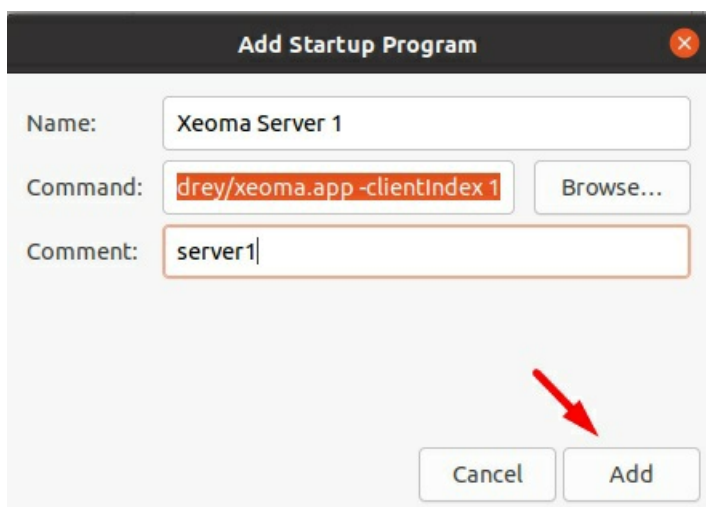 Add Startup Program
Name: Xeoma Server 1
Command: drey/xeoma.app -clientIndex 1 Browse...
Comment: server1
Cancel Add